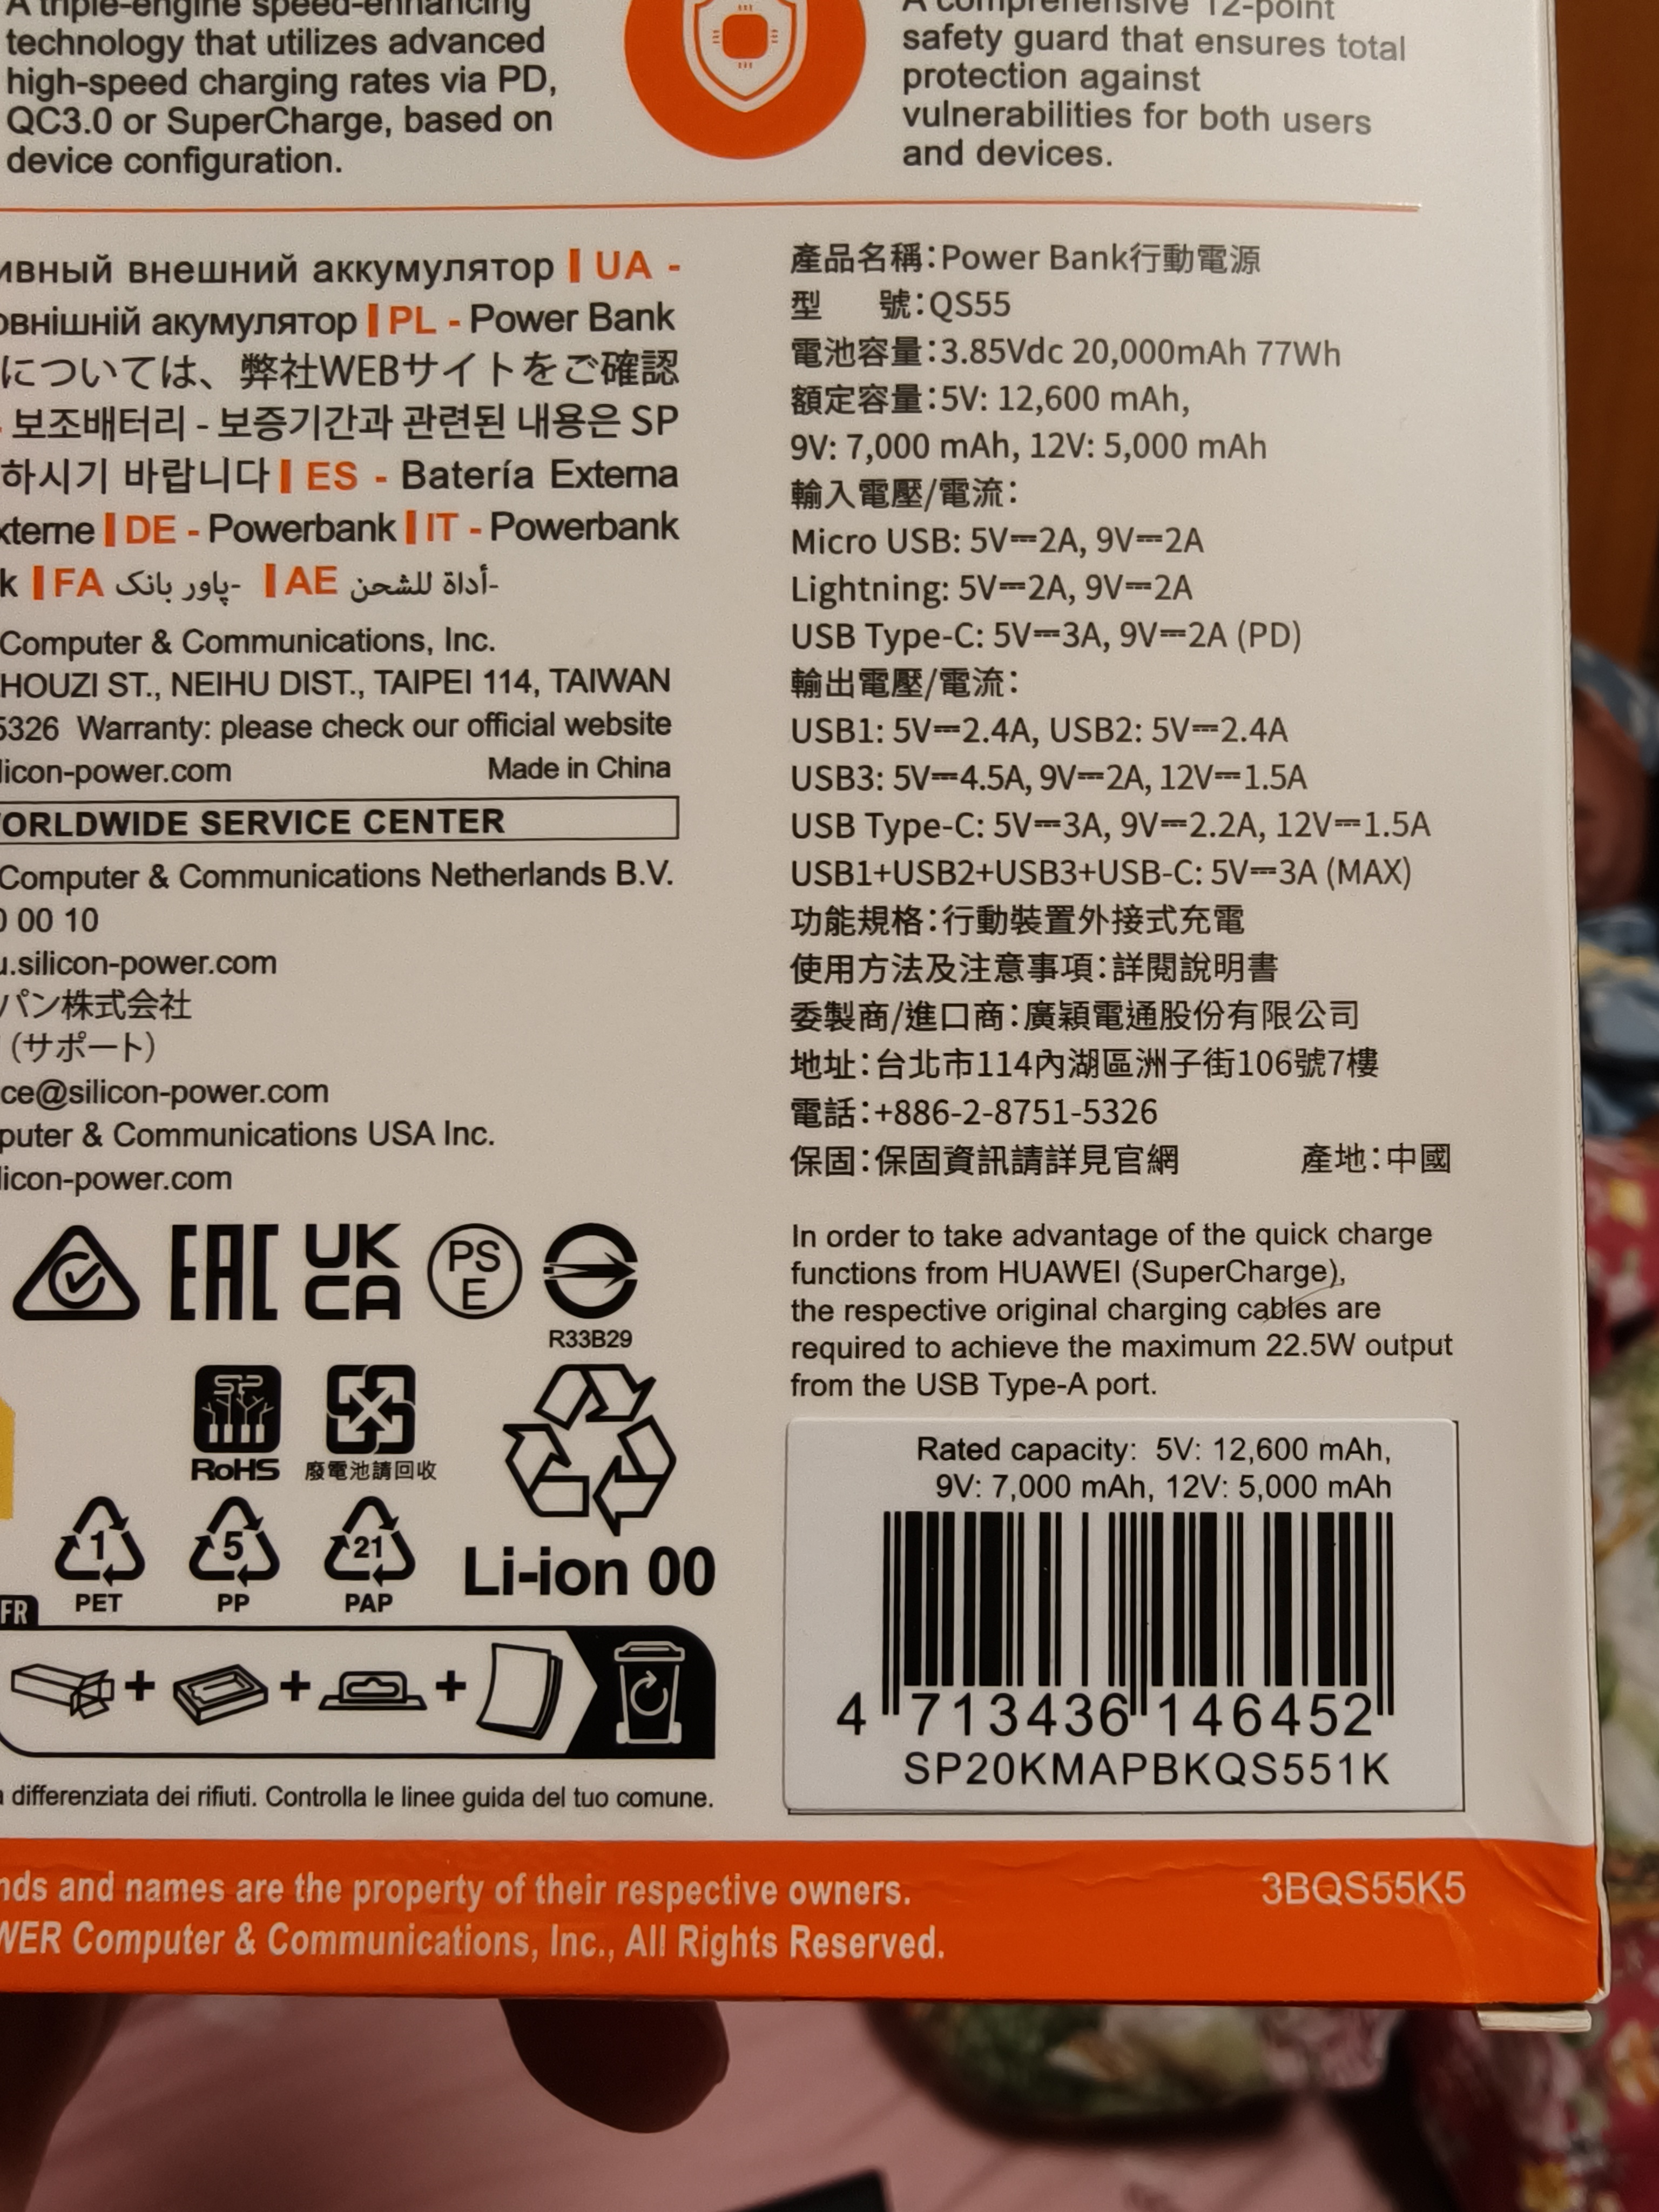 A triple-engine speed-enhancing
technology that utilizes advanced
high-speed charging rates via PD,
QC3.0 or SuperCharge, based on
device configuration.
A comprehensive 12-point
safety guard that ensures total
protection against
vulnerabilities for both users
and devices.
ивный внешний аккумулятор | UA -
овнішній акумулятор | PL - Power Bank
については、弊社WEBサイトをご確認
보조배터리 - 보증기간과 관련된 내용은 SP
하시기 바랍니다 | ES - Batería Externa
xterne | DE - Powerbank | IT - Powerbank
k | FA پاور بانک- | AE أداة للشحن-
Computer & Communications, Inc.
HOUZI ST., NEIHU DIST., TAIPEI 114, TAIWAN
5326 Warranty: please check our official website
licon-power.com Made in China
WORLDWIDE SERVICE CENTER
Computer & Communications Netherlands B.V.
0 00 10
u.silicon-power.com
パン株式会社
(サポート)
ce@silicon-power.com
puter & Communications USA Inc.
licon-power.com
EAC
UK
CA
PS
E
R33B29
SP
RoHS
廢電池請回收
1
PET
5
PP
21
PAP
Li-ion 00
FR
+ + +
a differenziata dei rifiuti. Controlla le linee guida del tuo comune.
產品名稱:Power Bank行動電源
型 號:QS55
電池容量:3.85Vdc 20,000mAh 77Wh
額定容量:5V: 12,600 mAh,
9V: 7,000 mAh, 12V: 5,000 mAh
輸入電壓/電流:
Micro USB: 5V⎓2A, 9V⎓2A
Lightning: 5V⎓2A, 9V⎓2A
USB Type-C: 5V⎓3A, 9V⎓2A (PD)
輸出電壓/電流:
USB1: 5V⎓2.4A, USB2: 5V⎓2.4A
USB3: 5V⎓4.5A, 9V⎓2A, 12V⎓1.5A
USB Type-C: 5V⎓3A, 9V⎓2.2A, 12V⎓1.5A
USB1+USB2+USB3+USB-C: 5V⎓3A (MAX)
功能規格:行動裝置外接式充電
使用方法及注意事項:詳閱說明書
委製商/進口商:廣穎電通股份有限公司
地址:台北市114內湖區洲子街106號7樓
電話:+886-2-8751-5326
保固:保固資訊請詳見官網 產地:中國
In order to take advantage of the quick charge
functions from HUAWEI (SuperCharge),
the respective original charging cables are
required to achieve the maximum 22.5W output
from the USB Type-A port.
Rated capacity: 5V: 12,600 mAh,
9V: 7,000 mAh, 12V: 5,000 mAh
4 713436 146452
SP20KMAPBKQS551K
nds and names are the property of their respective owners.
WER Computer & Communications, Inc., All Rights Reserved.
3BQS55K5